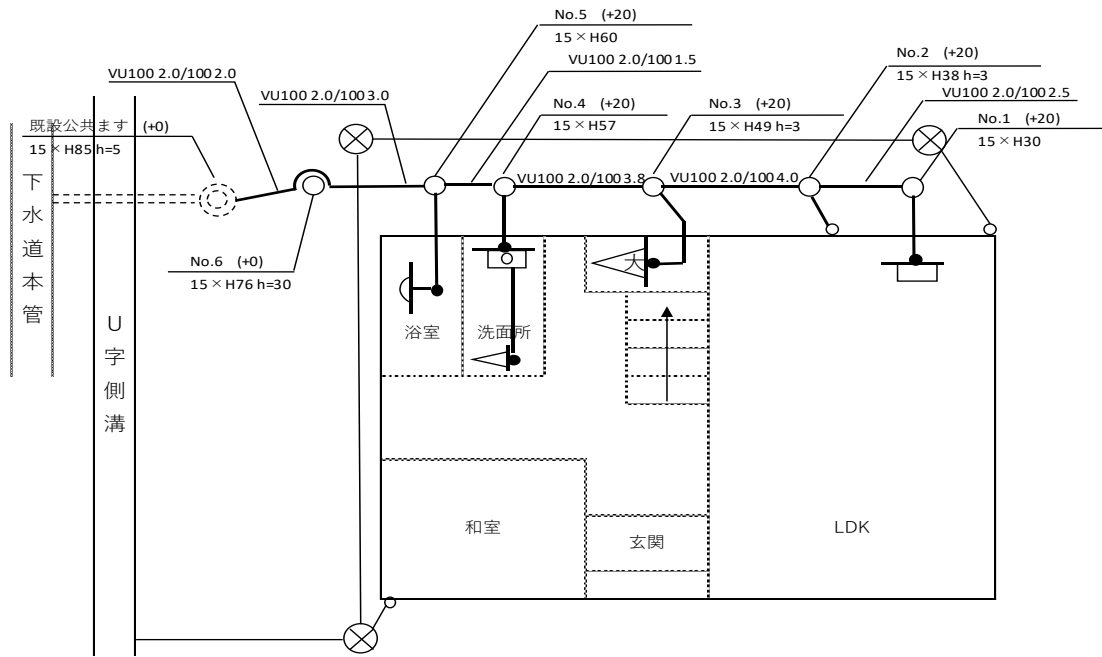 No.5 (+20)
15×H60
VU100 2.0/100 1.5
No.2 (+20)
15×H38 h=3
VU100 2.0/100 2.5
VU100 2.0/100 2.0
VU100 2.0/100 3.0
No.4 (+20)
15×H57
No.3 (+20)
15×H49 h=3
No.1 (+20)
15×H30
既設公共ます (+0)
15×H85 h=5
VU100 2.0/100 3.8
VU100 2.0/100 4.0
No.6 (+0)
15×H76 h=30
下水道本管
U字側溝
大
浴室
洗面所
和室
玄関
LDK